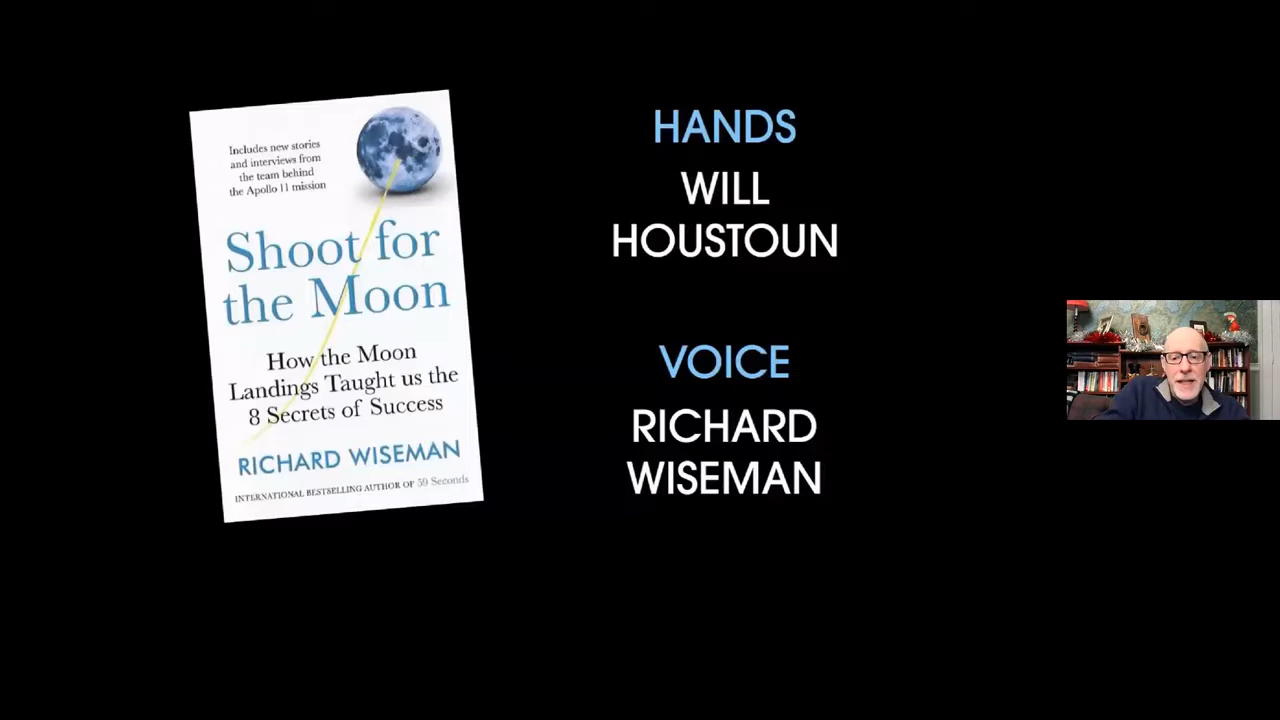 Includes new stories
and interviews from
the team behind
the Apollo 11 mission
Shoot for
the Moon
How the Moon
Landings Taught us the
8 Secrets of Success
RICHARD WISEMAN
INTERNATIONAL BESTSELLING AUTHOR OF 59 Seconds
HANDS
WILL
HOUSTOUN
VOICE
RICHARD
WISEMAN